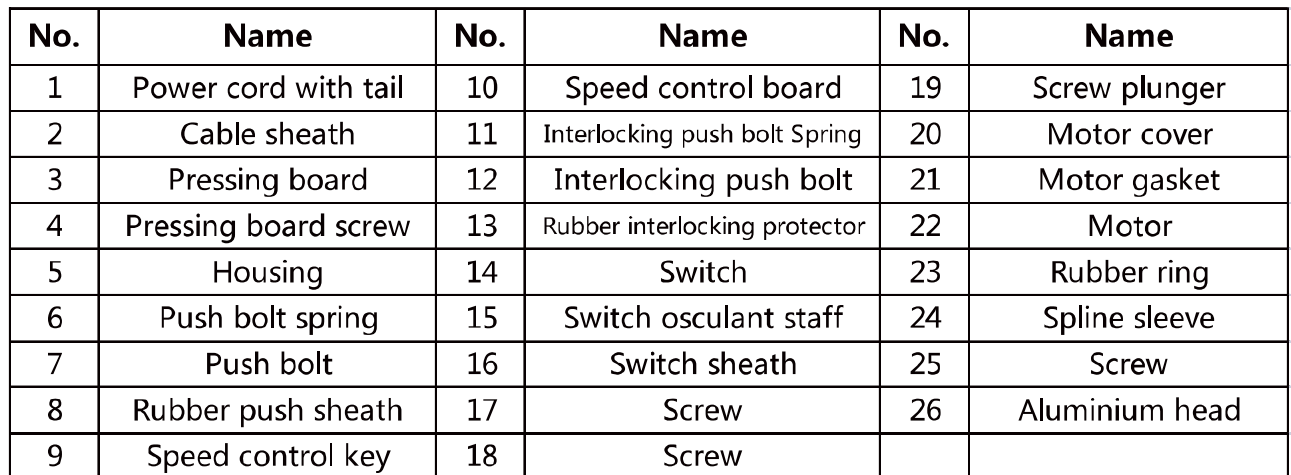 No. Name No. Name No. Name
1 Power cord with tail 10 Speed control board 19 Screw plunger
2 Cable sheath 11 Interlocking push bolt Spring 20 Motor cover
3 Pressing board 12 Interlocking push bolt 21 Motor gasket
4 Pressing board screw 13 Rubber interlocking protector 22 Motor
5 Housing 14 Switch 23 Rubber ring
6 Push bolt spring 15 Switch osculant staff 24 Spline sleeve
7 Push bolt 16 Switch sheath 25 Screw
8 Rubber push sheath 17 Screw 26 Aluminium head
9 Speed control key 18 Screw